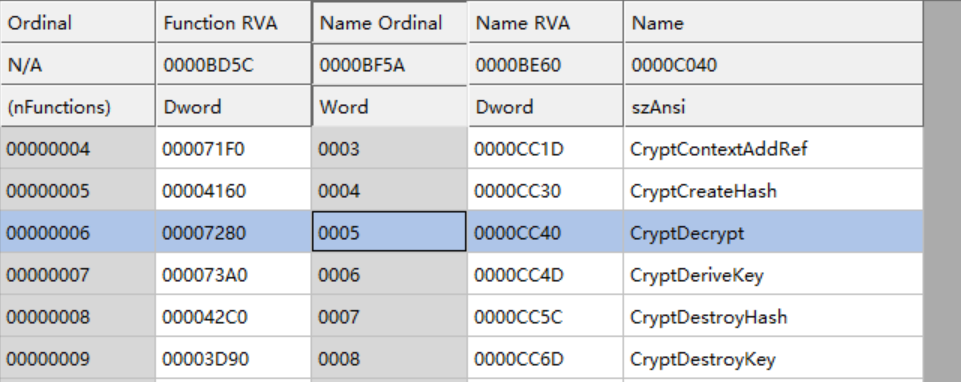 Ordinal Function RVA Name Ordinal Name RVA Name
N/A 0000BD5C 0000BF5A 0000BE60 0000C040
(nFunctions) Dword Word Dword szAnsi
00000004 000071F0 0003 0000CC1D CryptContextAddRef
00000005 00004160 0004 0000CC30 CryptCreateHash
00000006 00007280 0005 0000CC40 CryptDecrypt
00000007 000073A0 0006 0000CC4D CryptDeriveKey
00000008 000042C0 0007 0000CC5C CryptDestroyHash
00000009 00003D90 0008 0000CC6D CryptDestroyKey